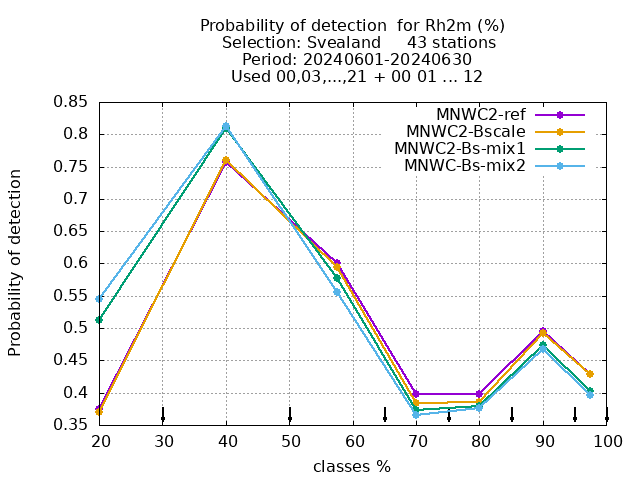 Probability of detection  for Rh2m (%)
Selection: Svealand     43 stations
Period: 20240601-20240630
Used 00,03,...,21 + 00 01 ... 12
MNWC2-ref
MNWC2-Bscale
MNWC2-Bs-mix1
MNWC-Bs-mix2
Probability of detection
0.85
0.8
0.75
0.7
0.65
0.6
0.55
0.5
0.45
0.4
0.35
20 30 40 50 60 70 80 90 100
classes %